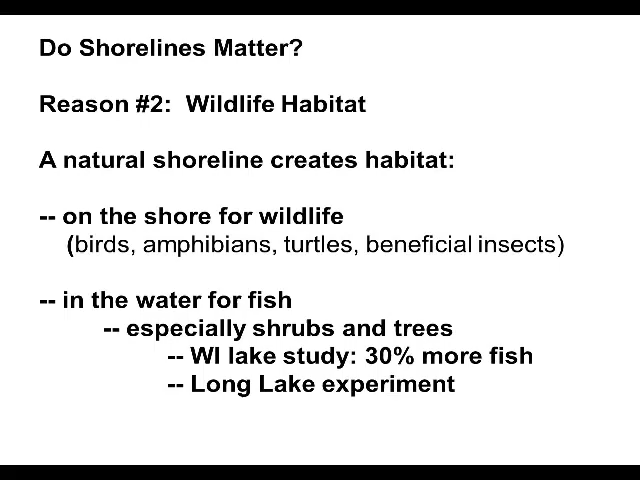 Do Shorelines Matter?
Reason #2: Wildlife Habitat
A natural shoreline creates habitat:
-- on the shore for wildlife
(birds, amphibians, turtles, beneficial insects)
-- in the water for fish
-- especially shrubs and trees
-- WI lake study: 30% more fish
-- Long Lake experiment